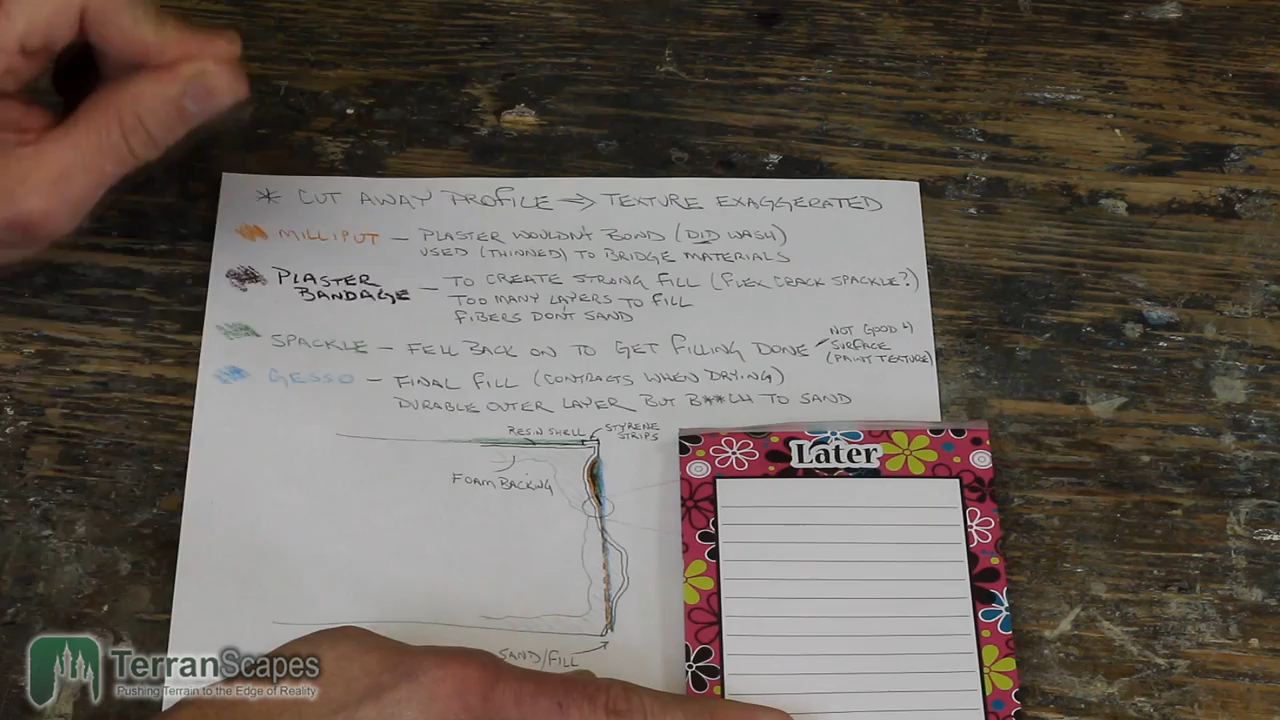 * CUT AWAY PROFILE → TEXTURE EXAGGERATED
MILLIPUT — PLASTER WOULDN'T BOND (DID WASH)
USED (THINNED) TO BRIDGE MATERIALS
PLASTER BANDAGE — TO CREATE STRONG FILL (FLEX CRACK SPACKLE?)
TOO MANY LAYERS TO FILL
FIBERS DON'T SAND
SPACKLE — FELL BACK ON TO GET FILLING DONE
NOT GOOD
SURFACE
(PAINT TEXTURE)
GESSO — FINAL FILL (CONTRACTS WHEN DRYING)
DURABLE OUTER LAYER BUT B**CH TO SAND
RESIN SHELL
STYRENE
STRIPS
FOAM BACKING
SAND/FILL
Later
TerranScapes
Pushing Terrain to the Edge of Reality